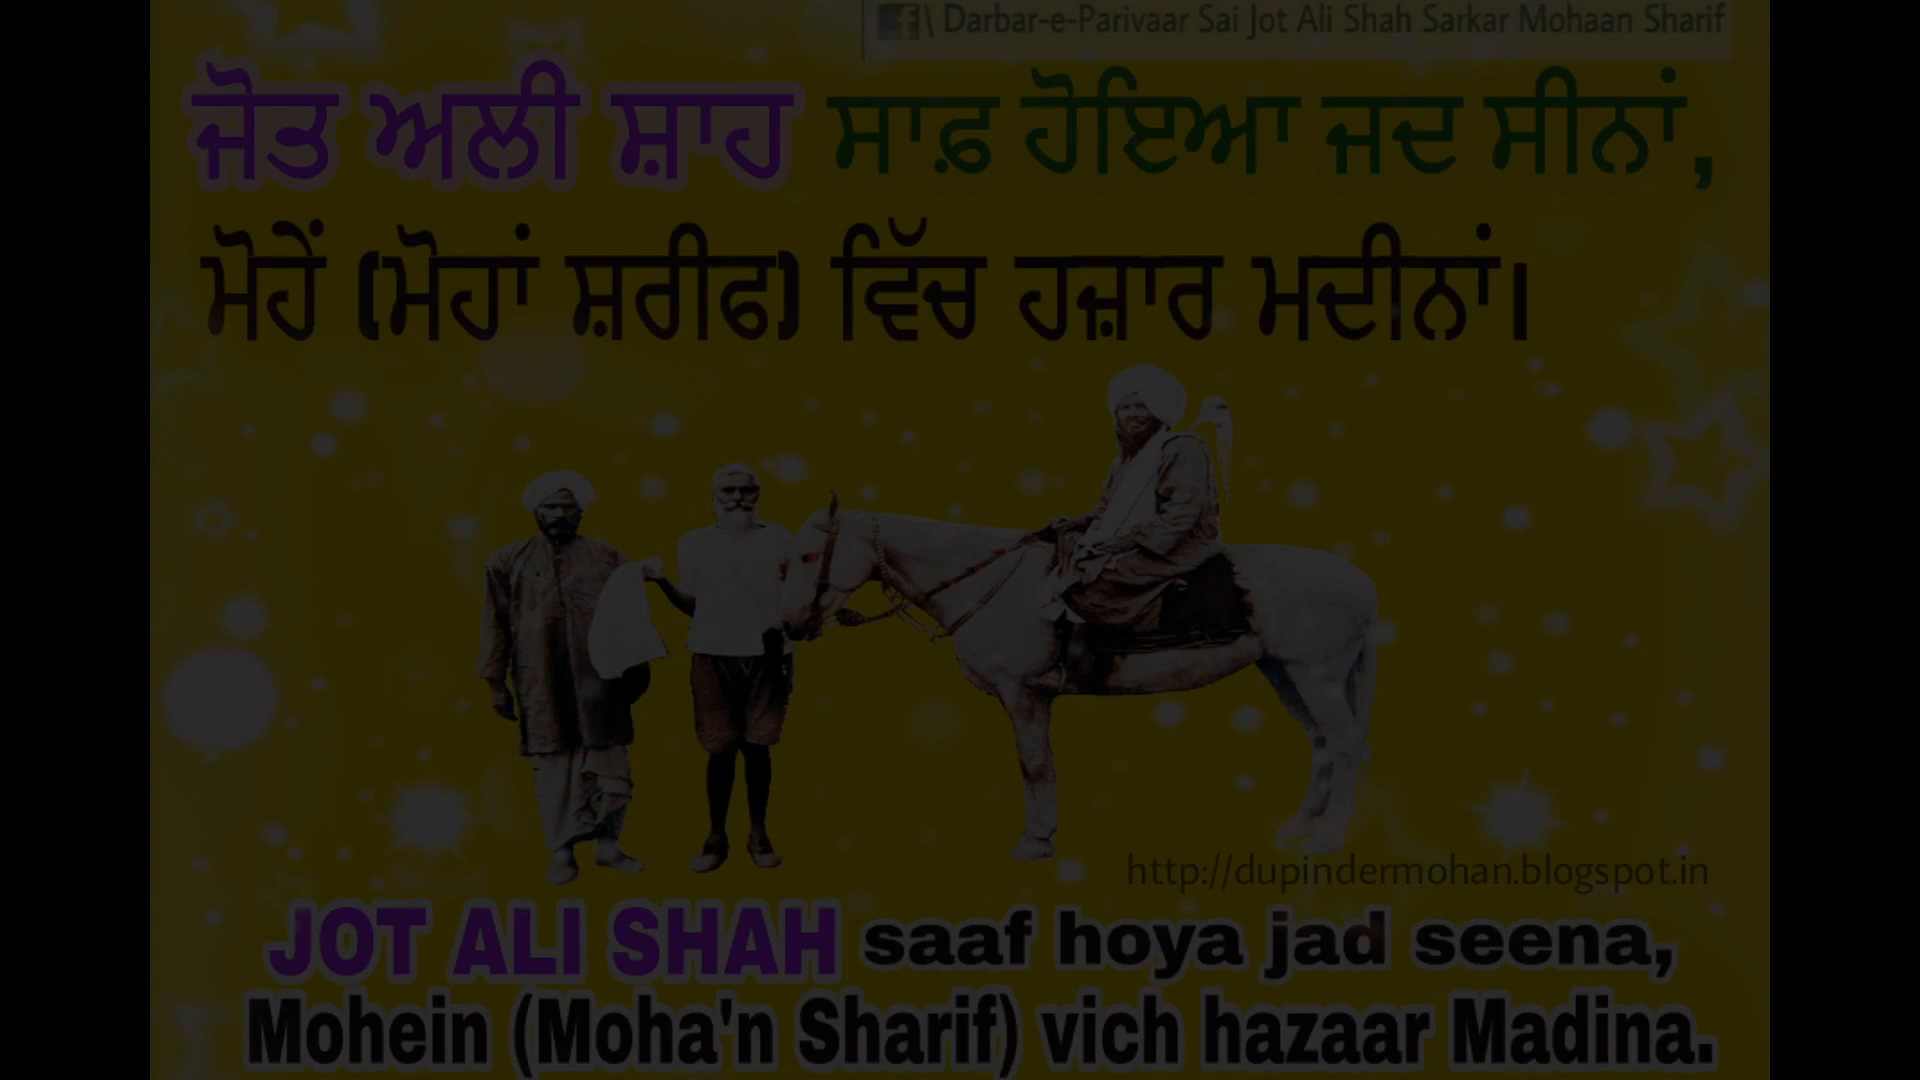 f\ Darbar-e-Parivaar Sai Jot Ali Shah Sarkar Mohaan Sharif
ਜੋਤ ਅਲੀ ਸ਼ਾਹ ਸਾਫ਼ ਹੋਇਆ ਜਦ ਸੀਨਾਂ,
ਮੋਹੇਂ (ਮੋਹਾਂ ਸ਼ਰੀਫ) ਵਿੱਚ ਹਜ਼ਾਰ ਮਦੀਨਾਂ।
http://dupindermohan.blogspot.in
JOT ALI SHAH saaf hoya jad seena,
Mohein (Moha'n Sharif) vich hazaar Madina.